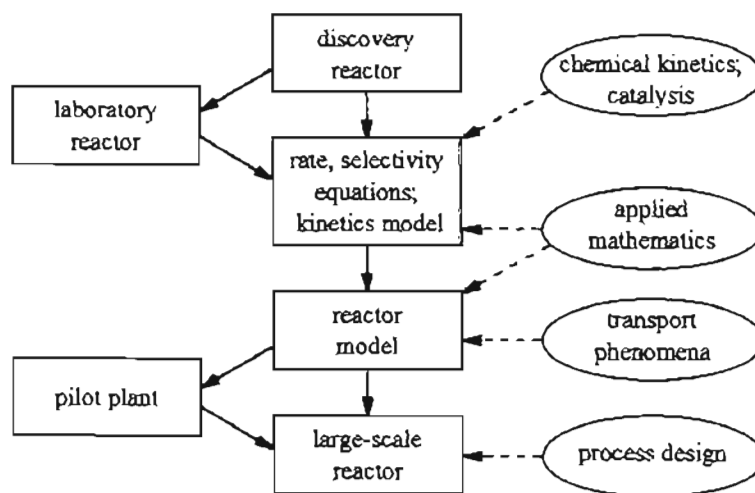 discovery
reactor
chemical kinetics;
catalysis
laboratory
reactor
rate, selectivity
equations;
kinetics model
applied
mathematics
reactor
model
transport
phenomena
pilot plant
large-scale
reactor
process design